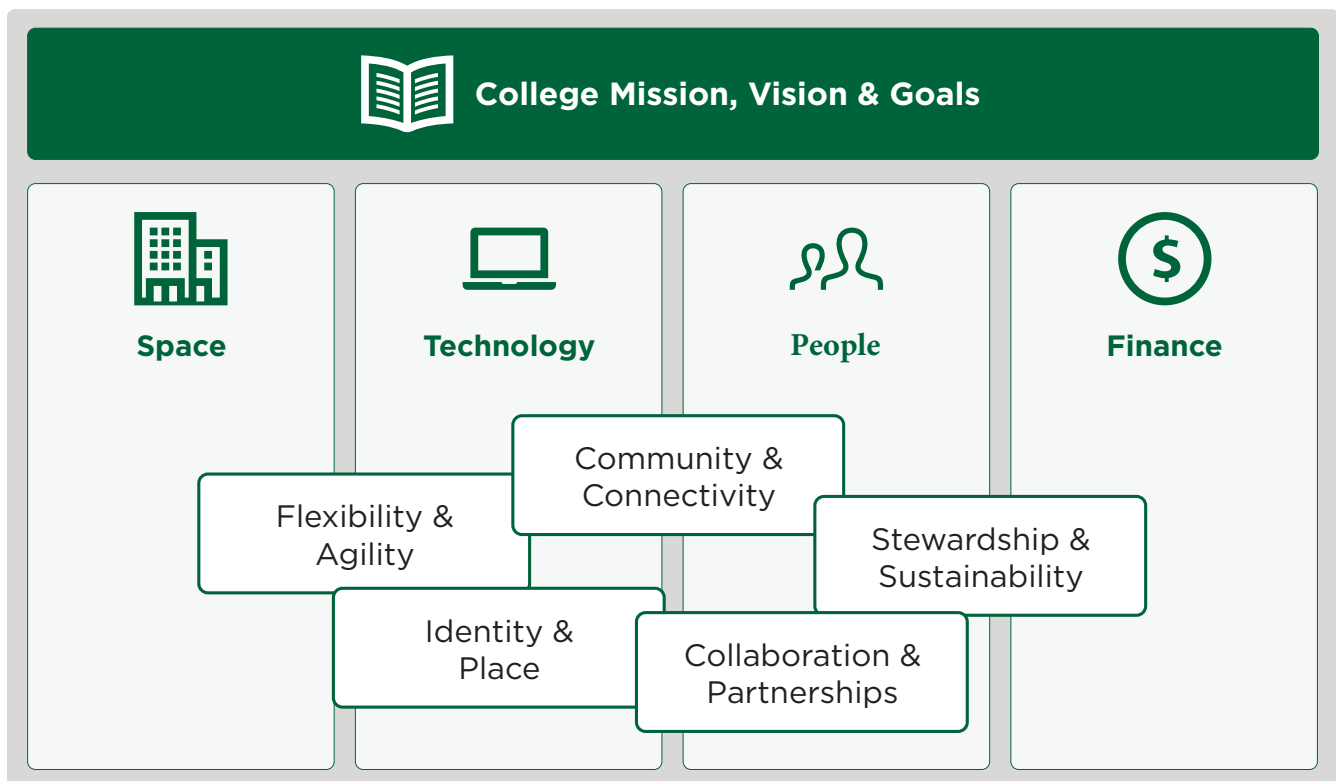 College Mission, Vision & Goals
Space
Technology
People
Finance
Community &
Connectivity
Flexibility &
Agility
Stewardship &
Sustainability
Identity &
Place
Collaboration &
Partnerships